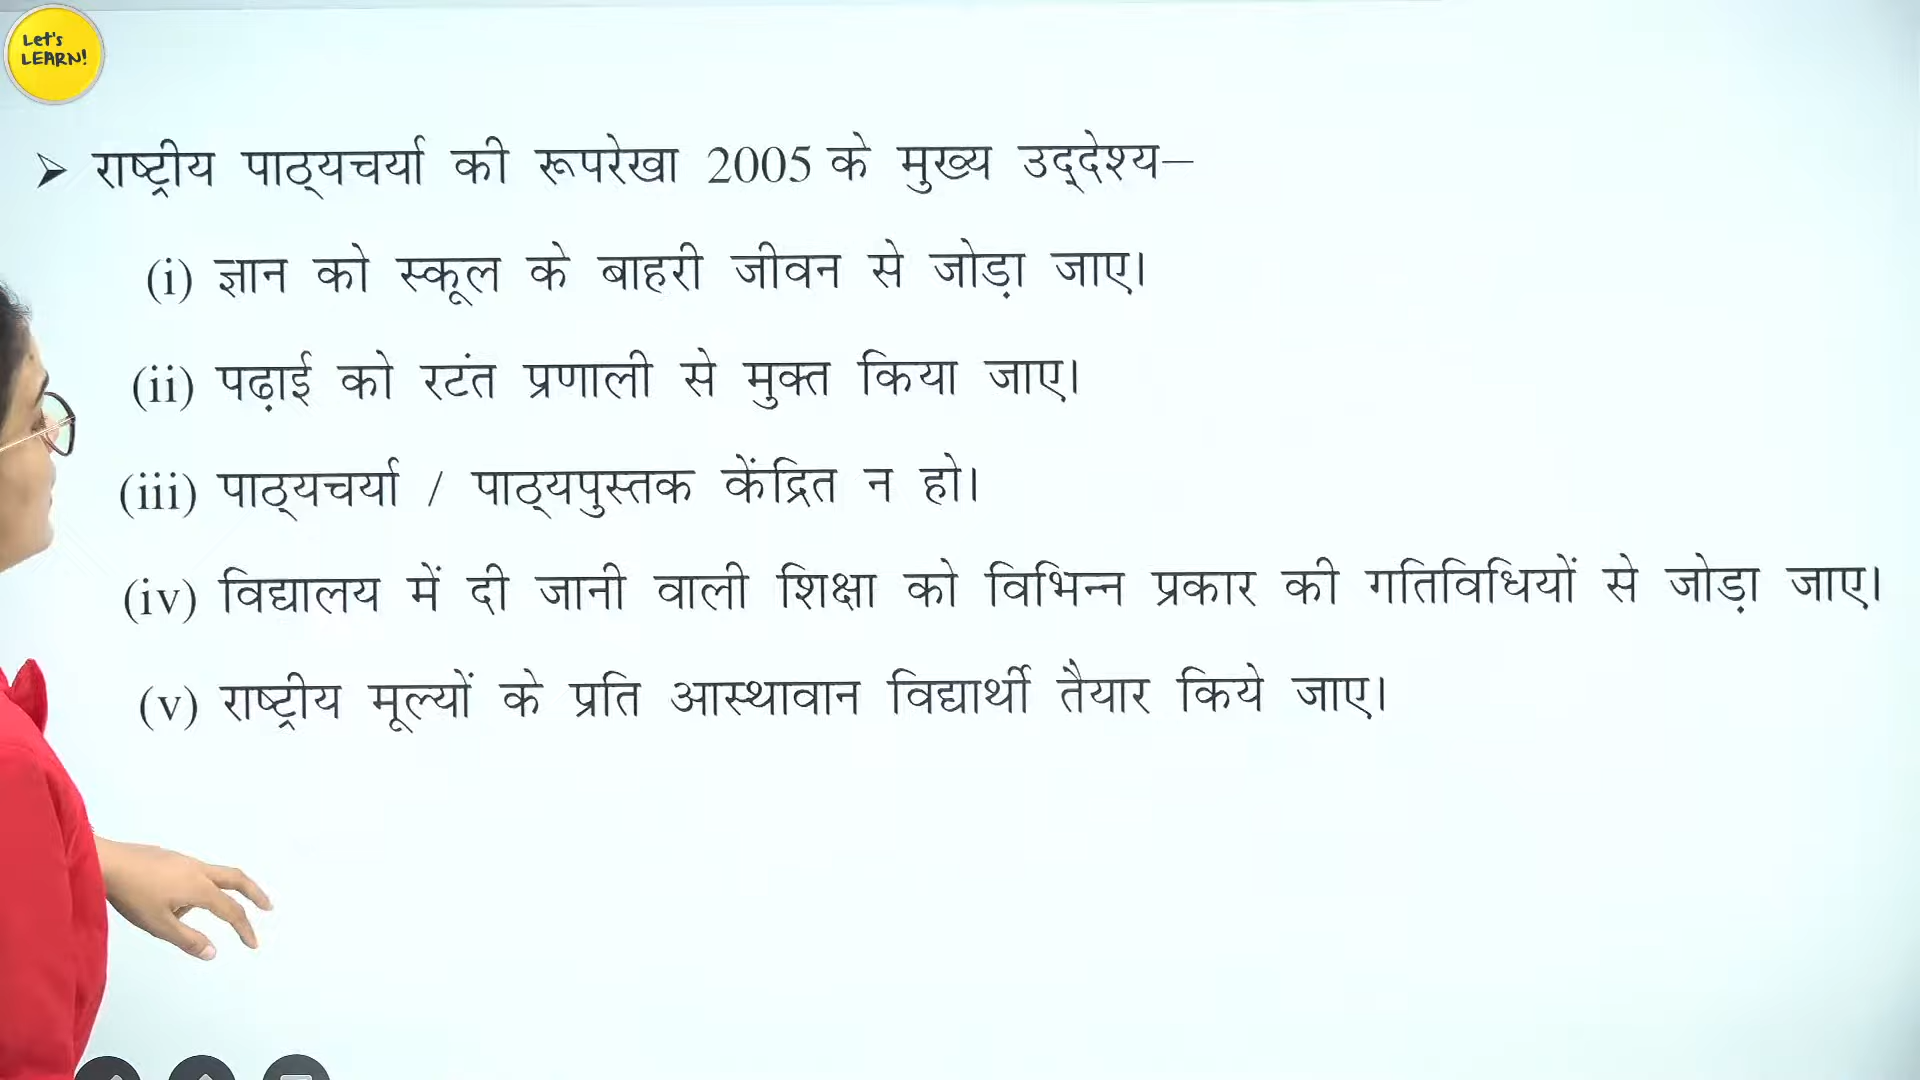 Let's
LEARN!
➢ राष्ट्रीय पाठ्यचर्या की रूपरेखा 2005 के मुख्य उद्देश्य–
(i) ज्ञान को स्कूल के बाहरी जीवन से जोड़ा जाए।
(ii) पढ़ाई को रटंत प्रणाली से मुक्त किया जाए।
(iii) पाठ्यचर्या / पाठ्यपुस्तक केंद्रित न हो।
(iv) विद्यालय में दी जानी वाली शिक्षा को विभिन्न प्रकार की गतिविधियों से जोड़ा जाए।
(v) राष्ट्रीय मूल्यों के प्रति आस्थावान विद्यार्थी तैयार किये जाए।